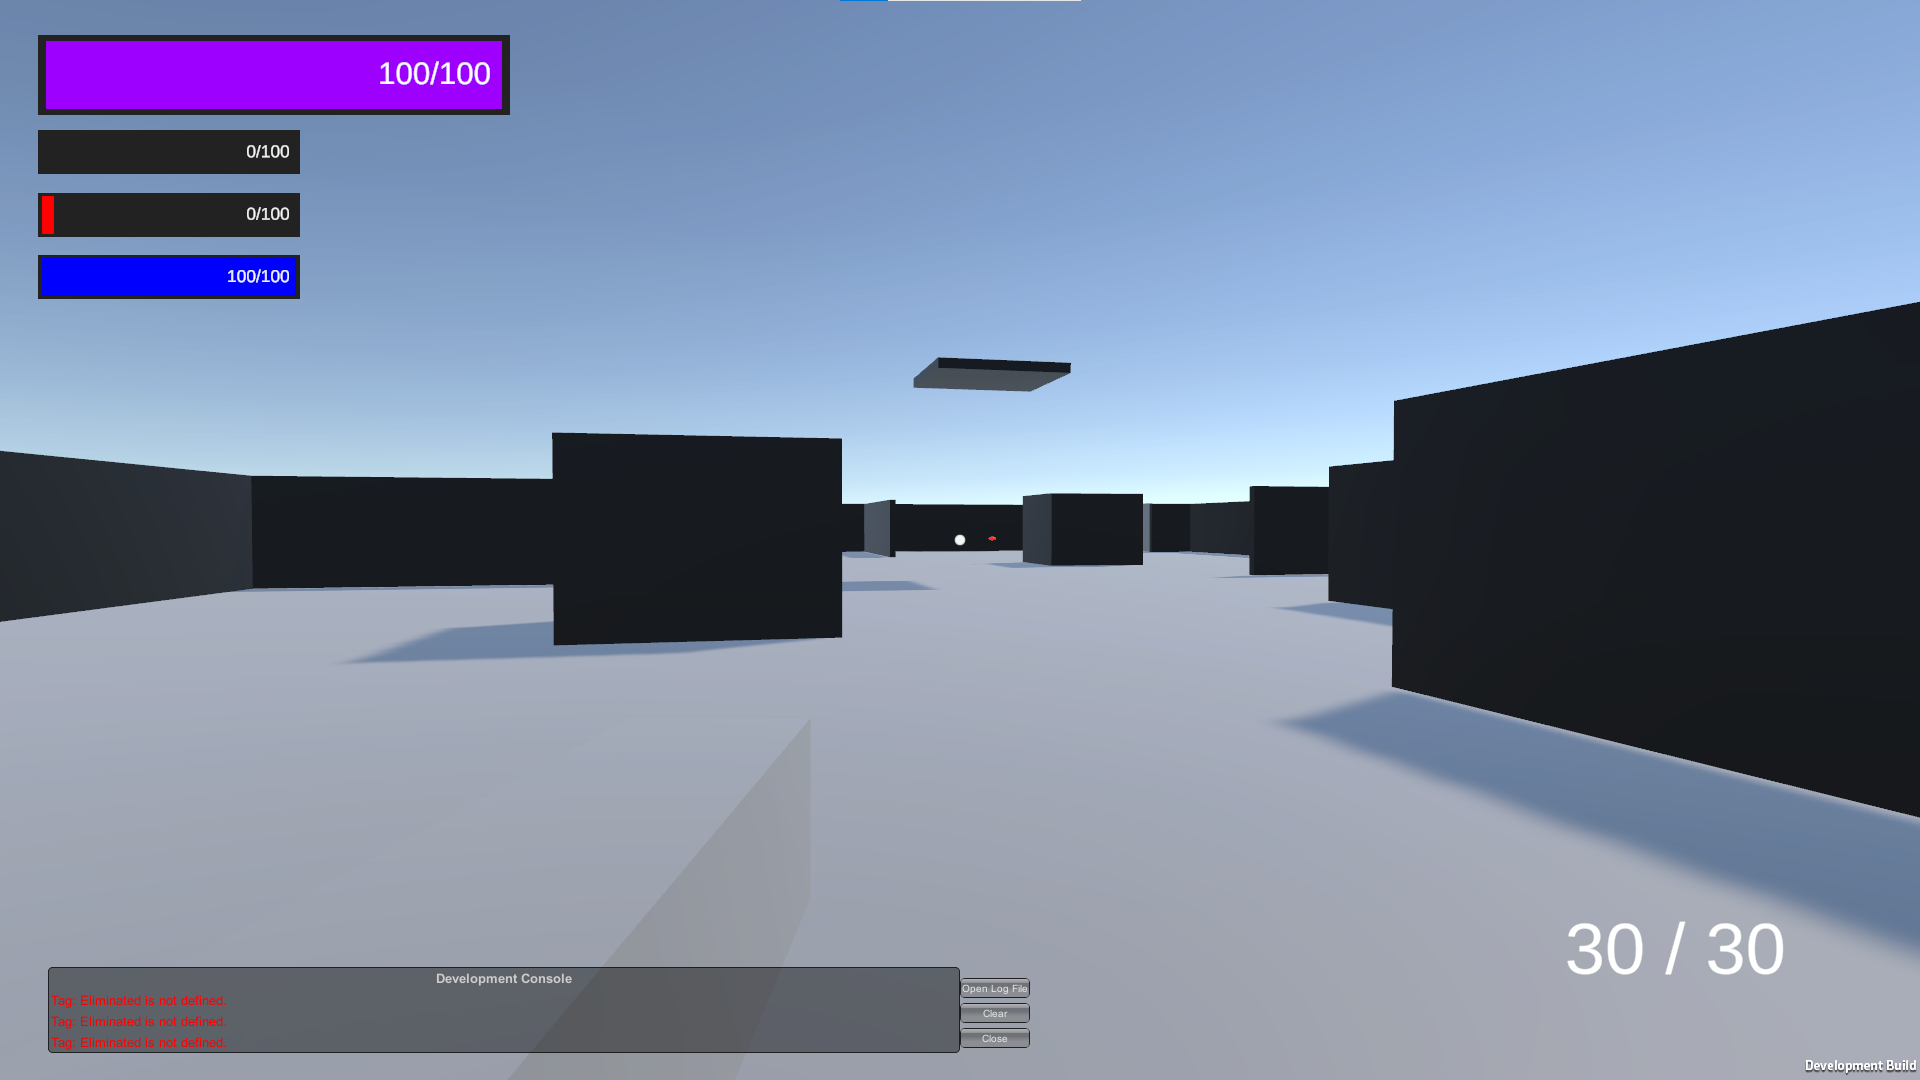 100/100
0/100
0/100
100/100
30 / 30
Development Console
Tag: Eliminated is not defined.
Tag: Eliminated is not defined.
Tag: Eliminated is not defined.
Open Log File
Clear
Close
Development Build